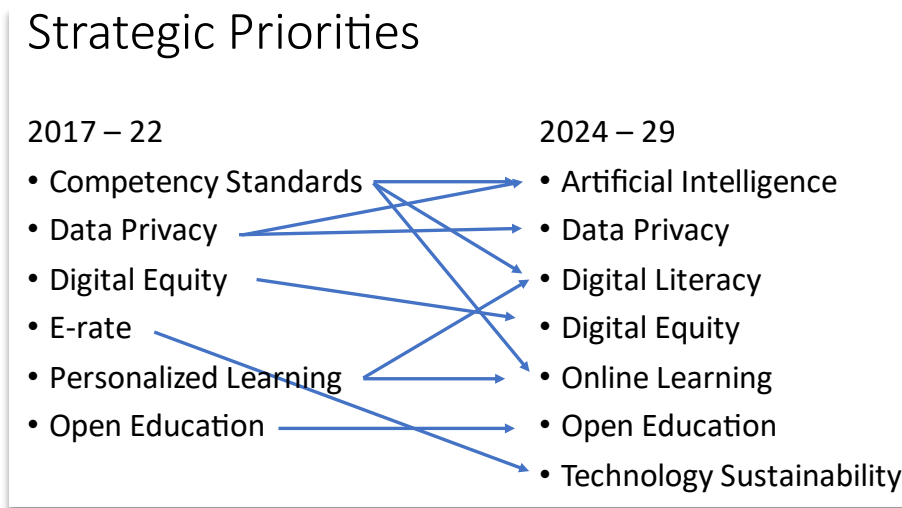 Strategic Priorities
2017 – 22
• Competency Standards
• Data Privacy
• Digital Equity
• E-rate
• Personalized Learning
• Open Education
2024 – 29
• Artificial Intelligence
• Data Privacy
• Digital Literacy
• Digital Equity
• Online Learning
• Open Education
• Technology Sustainability